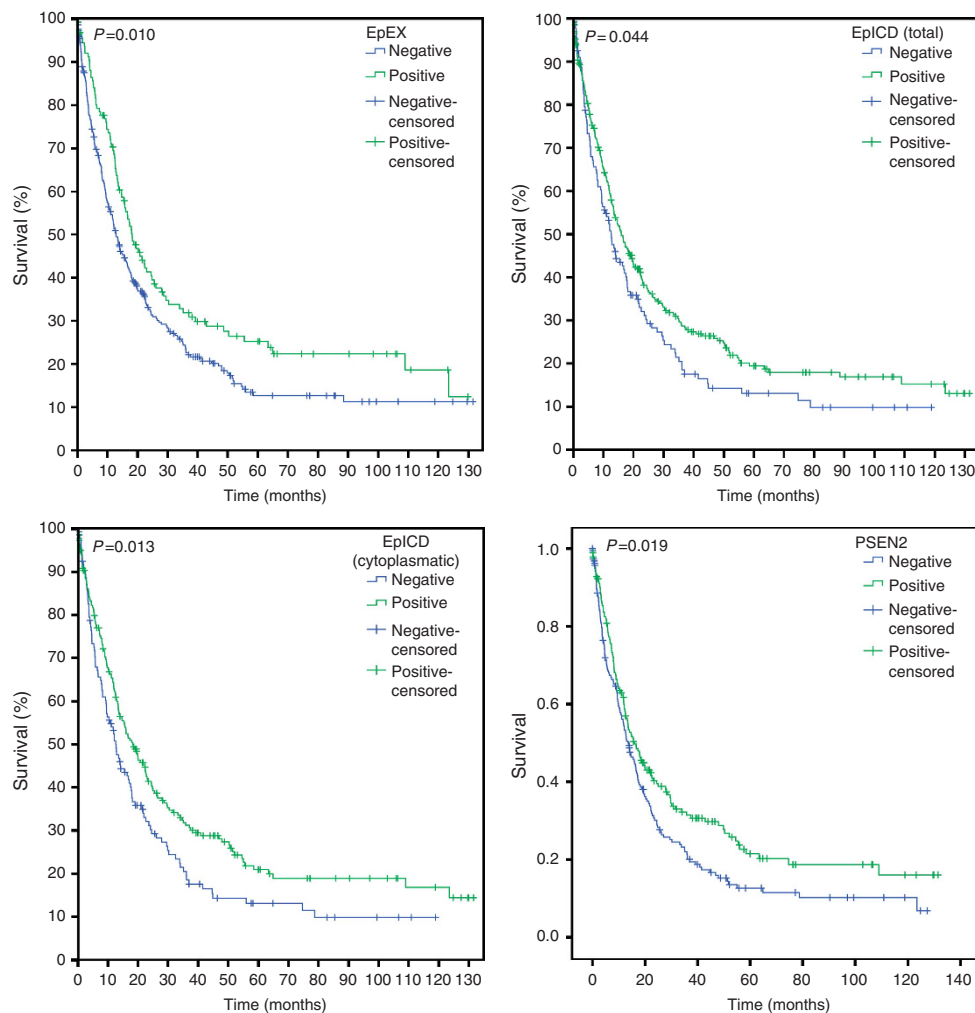 P=0.010
EpEX
Negative
Positive
Negative-
censored
Positive-
censored
Survival (%)
100
90
80
70
60
50
40
30
20
10
0
0 10 20 30 40 50 60 70 80 90 100 110 120 130
Time (months)
P=0.044
EpICD (total)
Negative
Positive
Negative-
censored
Positive-
censored
Survival (%)
100
90
80
70
60
50
40
30
20
10
0
0 10 20 30 40 50 60 70 80 90 100 110 120 130
Time (months)
P=0.013
EpICD
(cytoplasmatic)
Negative
Positive
Negative-
censored
Positive-
censored
Survival (%)
100
90
80
70
60
50
40
30
20
10
0
0 10 20 30 40 50 60 70 80 90 100 110 120 130
Time (months)
P=0.019
PSEN2
Negative
Positive
Negative-
censored
Positive-
censored
Survival
1.0
0.8
0.6
0.4
0.2
0.0
0 20 40 60 80 100 120 140
Time (months)